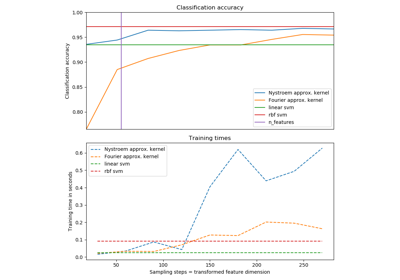 Classification accuracy
1.00
0.95
0.90
0.85
0.80
Classification accuracy
Nystroem approx. kernel
Fourier approx. kernel
linear svm
rbf svm
n_features
Training times
0.6
0.5
0.4
0.3
0.2
0.1
0.0
Training time in seconds
Nystroem approx. kernel
Fourier approx. kernel
linear svm
rbf svm
50 100 150 200 250
Sampling steps = transformed feature dimension